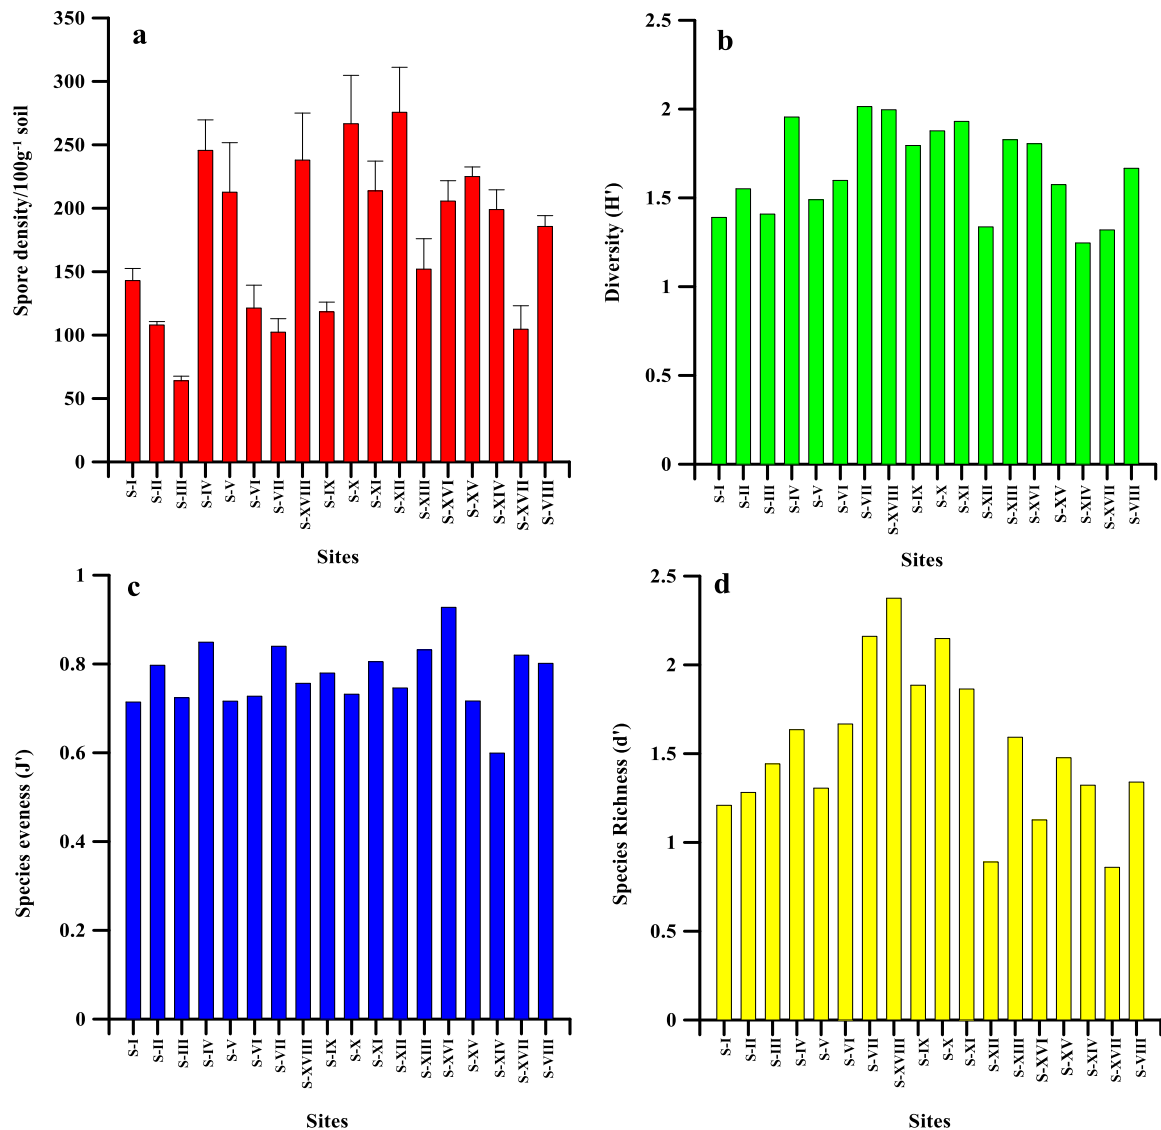 a
350
300
250
200
150
100
50
0
Spore density/100g⁻¹ soil
S-I
S-II
S-III
S-IV
S-V
S-VI
S-VII
S-XVIII
S-IX
S-X
S-XI
S-XII
S-XIII
S-XVI
S-XV
S-XIV
S-XVII
S-VIII
Sites
b
2.5
2
1.5
1
0.5
0
Diversity (H')
S-I
S-II
S-III
S-IV
S-V
S-VI
S-VII
S-XVIII
S-IX
S-X
S-XI
S-XII
S-XIII
S-XVI
S-XV
S-XIV
S-XVII
S-VIII
Sites
c
1
0.8
0.6
0.4
0.2
0
Species eveness (J')
S-I
S-II
S-III
S-IV
S-V
S-VI
S-VII
S-XVIII
S-IX
S-X
S-XI
S-XII
S-XIII
S-XVI
S-XV
S-XIV
S-XVII
S-VIII
Sites
d
2.5
2
1.5
1
0.5
0
Species Richness (d')
S-I
S-II
S-III
S-IV
S-V
S-VI
S-VII
S-XVIII
S-IX
S-X
S-XI
S-XII
S-XIII
S-XVI
S-XV
S-XIV
S-XVII
S-VIII
Sites